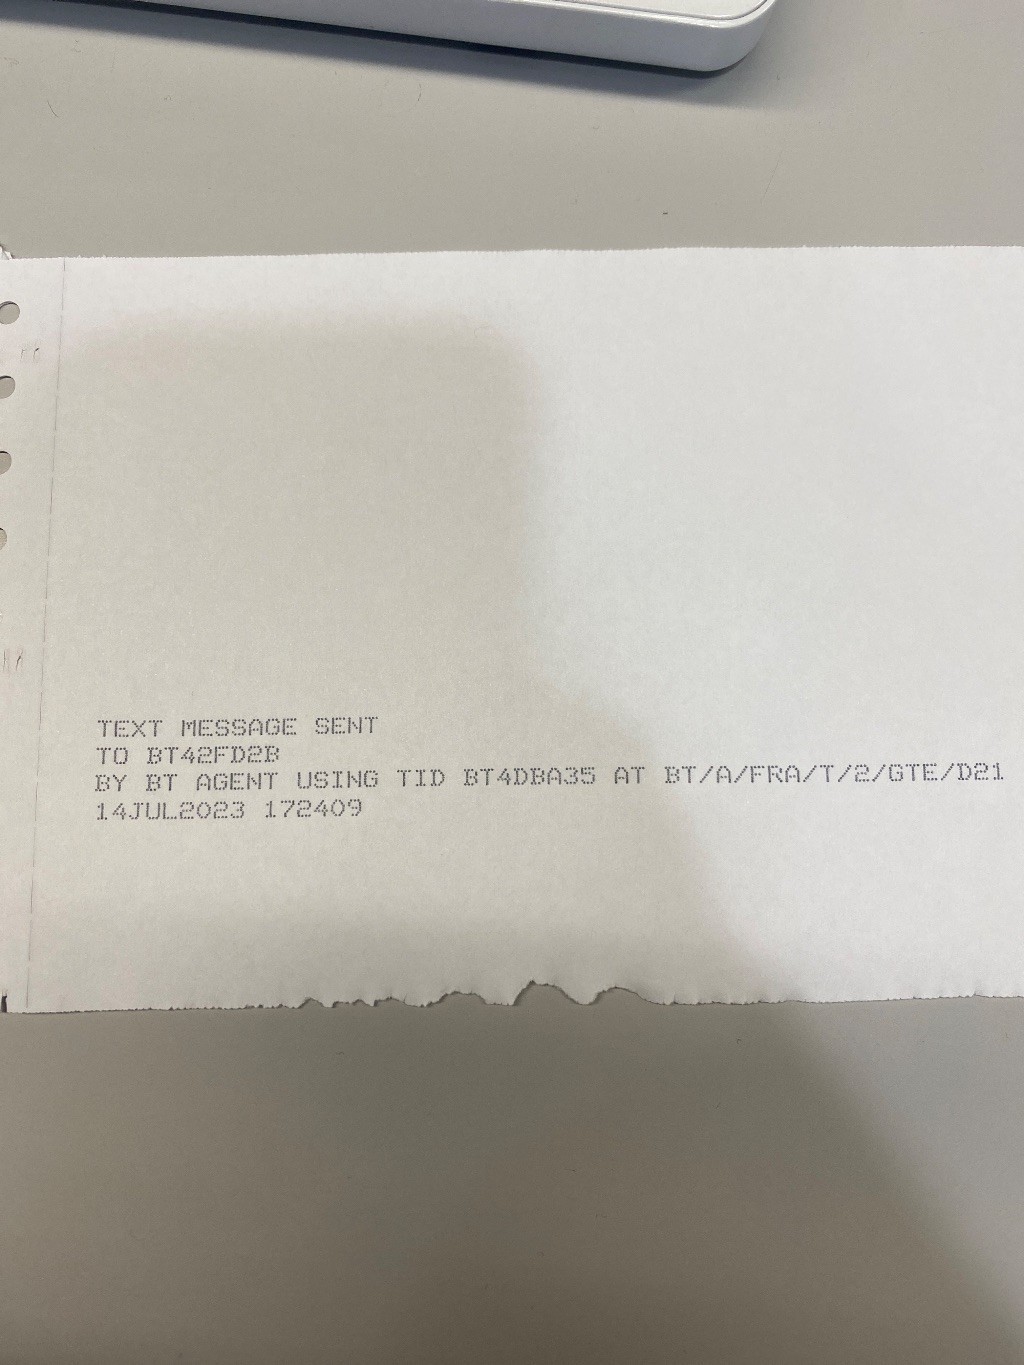 TEXT MESSAGE SENT
TO BT42FD2B
BY BT AGENT USING TID BT4DBA35 AT BT/A/FRA/T/2/GTE/D21
14JUL2023 172409